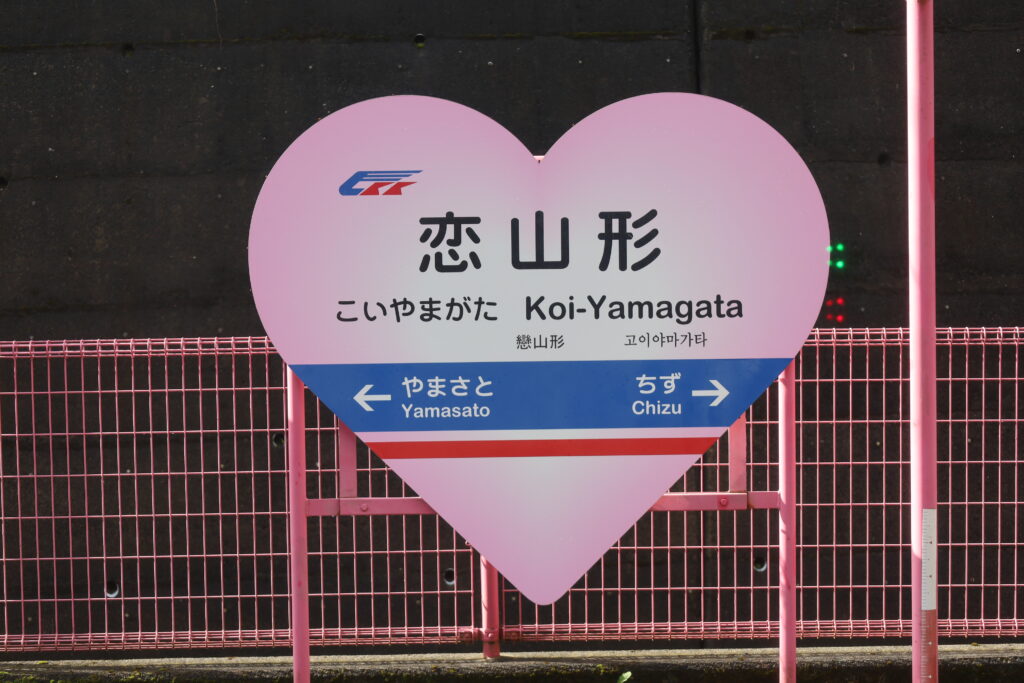 恋山形
こいやまがた Koi-Yamagata
戀山形 고이야마가타
← やまさと ちず →
Yamasato Chizu